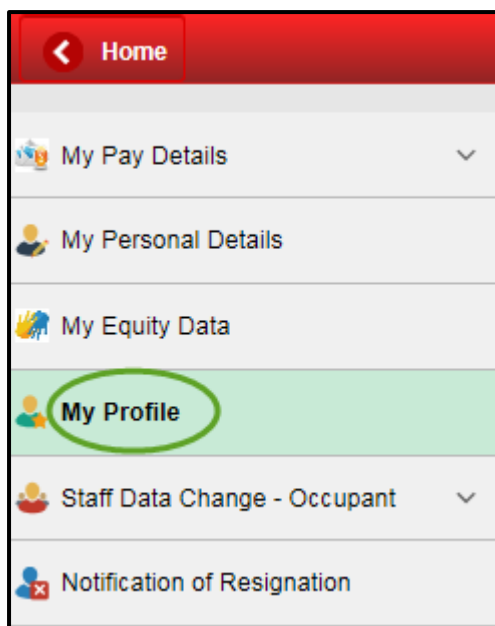 Home
My Pay Details
My Personal Details
My Equity Data
My Profile
Staff Data Change - Occupant
Notification of Resignation